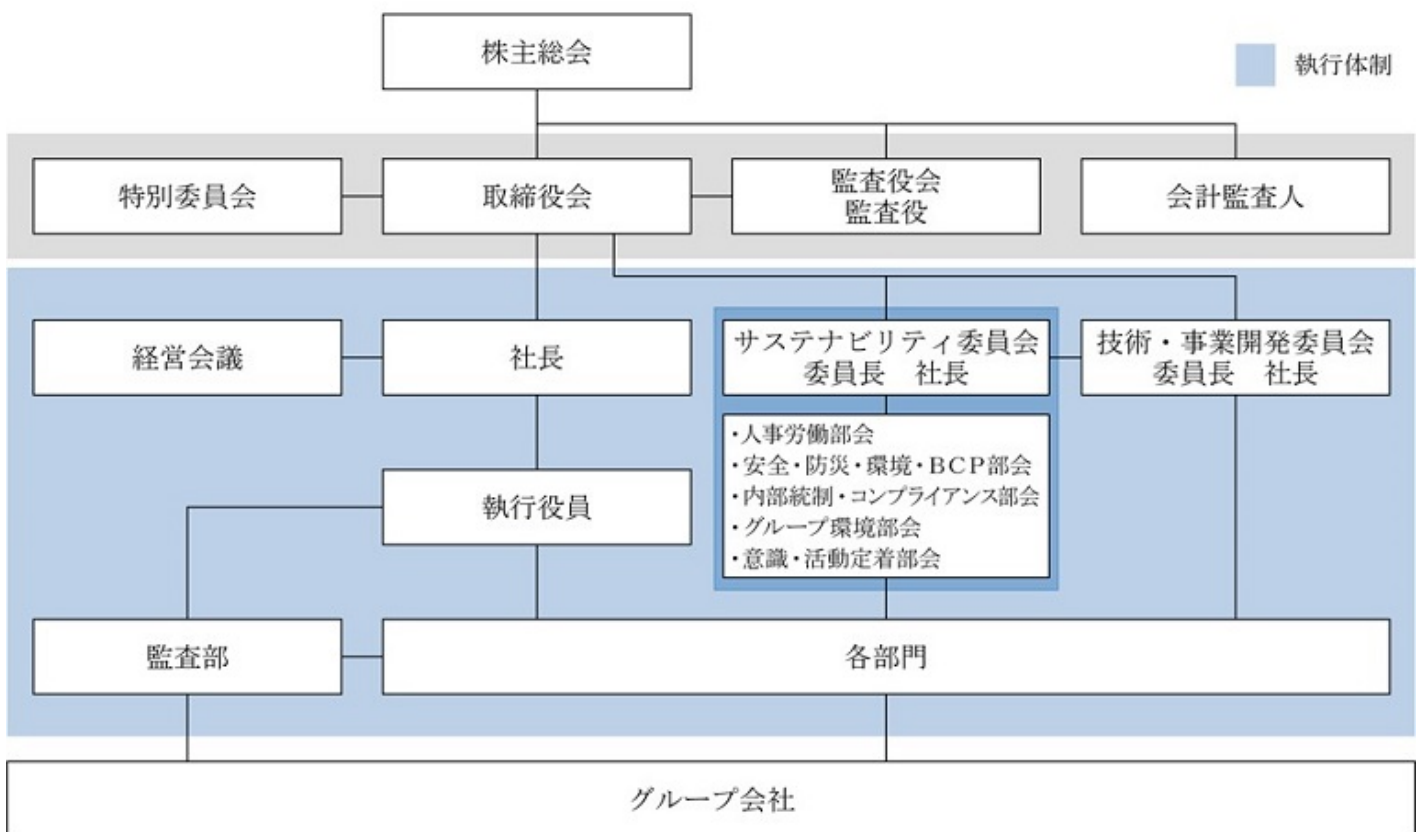 株主総会
執行体制
特別委員会
取締役会
監査役会
監査役
会計監査人
経営会議
社長
サステナビリティ委員会
委員長　社長
技術・事業開発委員会
委員長　社長
・人事労働部会
・安全・防災・環境・BCP部会
・内部統制・コンプライアンス部会
・グループ環境部会
・意識・活動定着部会
執行役員
監査部
各部門
グループ会社